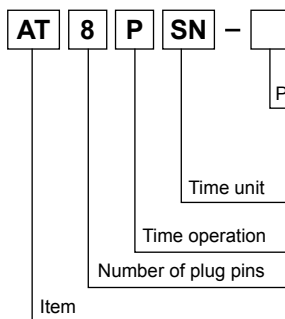 AT 8 P SN –
P
Time unit
Time operation
Number of plug pins
Item